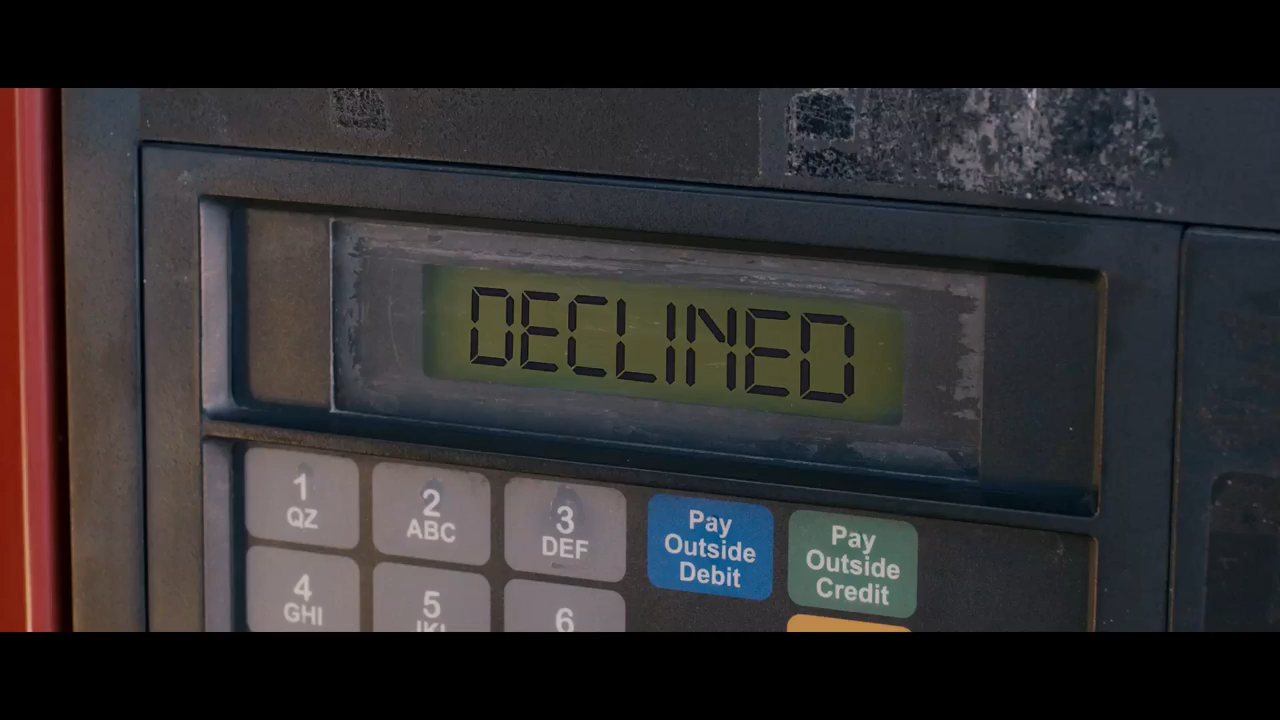 DECLINED
1
QZ
2
ABC
3
DEF
Pay
Outside
Debit
Pay
Outside
Credit
4
GHI
5
6